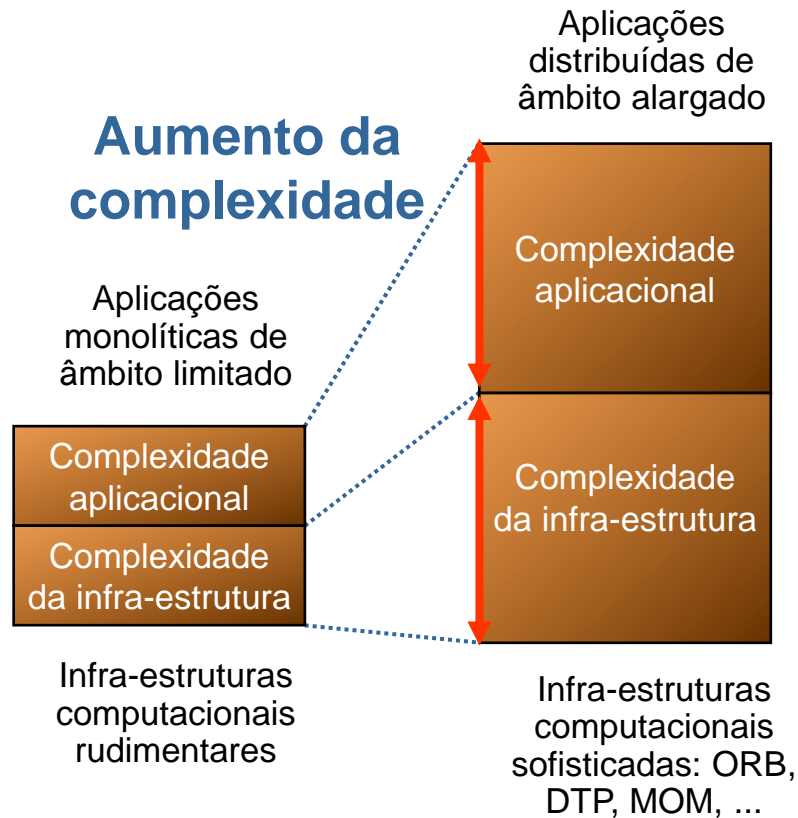 Aumento da
complexidade
Aplicações
monolíticas de
âmbito limitado
Complexidade
aplicacional
Complexidade
da infra-estrutura
Infra-estruturas
computacionais
rudimentares
Aplicações
distribuídas de
âmbito alargado
Complexidade
aplicacional
Complexidade
da infra-estrutura
Infra-estruturas
computacionais
sofisticadas: ORB,
DTP, MOM, ...